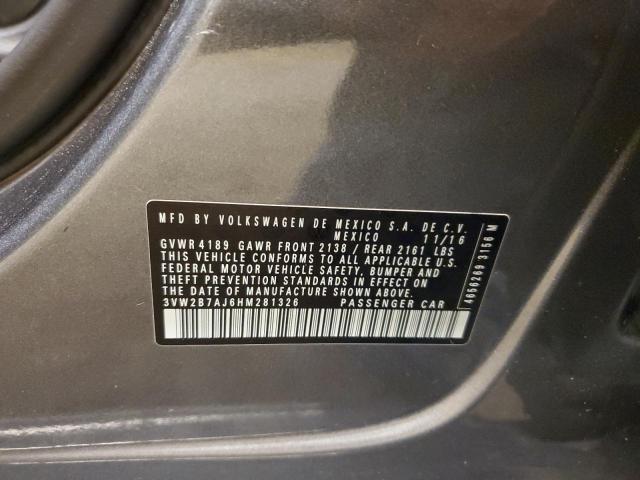 MFD BY VOLKSWAGEN DE MEXICO S.A. DE C.V.
MEXICO 11/16
GVWR 4189 GAWR FRONT 2138 / REAR 2161 LBS
THIS VEHICLE CONFORMS TO ALL APPLICABLE U.S.
FEDERAL MOTOR VEHICLE SAFETY, BUMPER, AND
THEFT PREVENTION STANDARDS IN EFFECT ON
THE DATE OF MANUFACTURE SHOWN ABOVE.
3VW2B7AJ6HM281326 PASSENGER CAR
4656209 3156 M